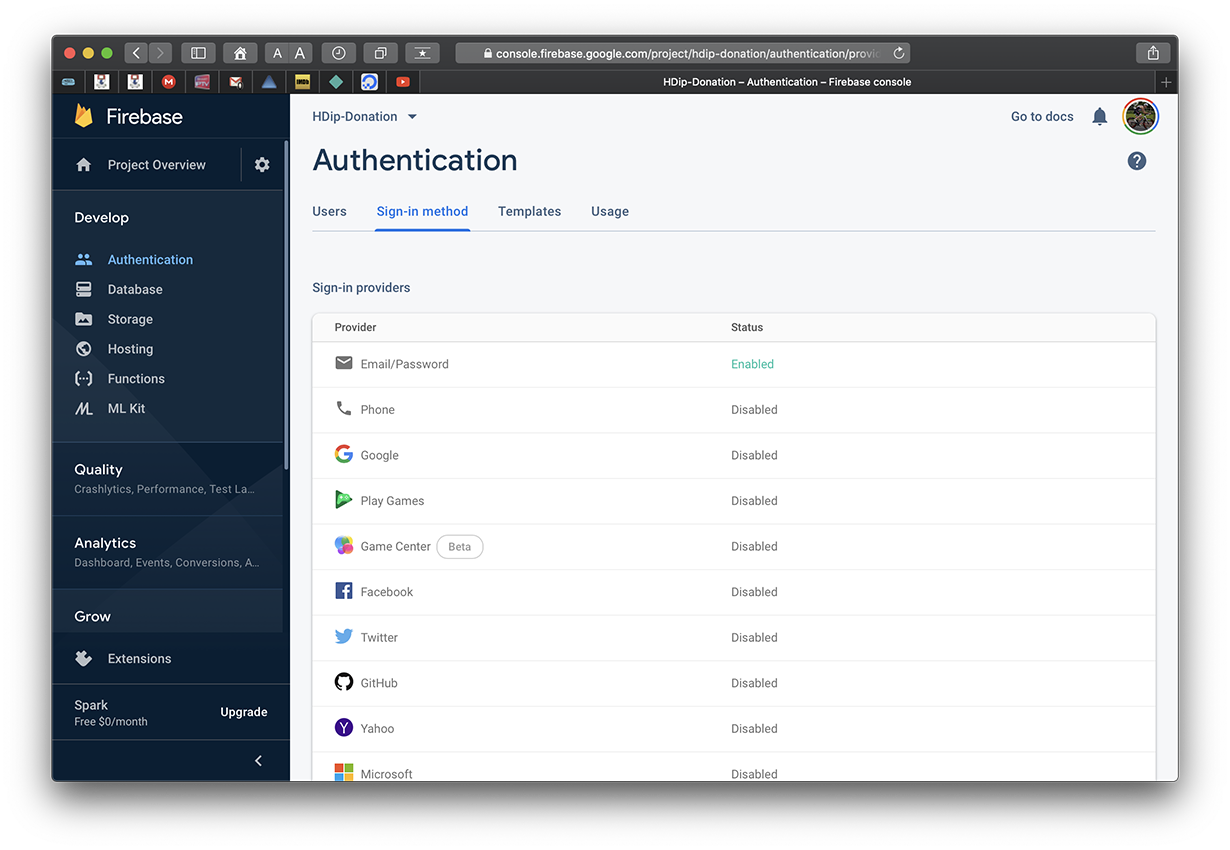 A A
console.firebase.google.com/project/hdip-donation/authentication/provi
HDip-Donation – Authentication – Firebase console
Firebase
Project Overview
Develop
Authentication
Database
Storage
Hosting
Functions
ML Kit
Quality
Crashlytics, Performance, Test La...
Analytics
Dashboard, Events, Conversions, A...
Grow
Extensions
Spark
Free $0/month
Upgrade
HDip-Donation
Go to docs
Authentication
Users Sign-in method Templates Usage
Sign-in providers
Provider Status
Email/Password Enabled
Phone Disabled
Google Disabled
Play Games Disabled
Game Center Beta Disabled
Facebook Disabled
Twitter Disabled
GitHub Disabled
Yahoo Disabled
Microsoft Disabled